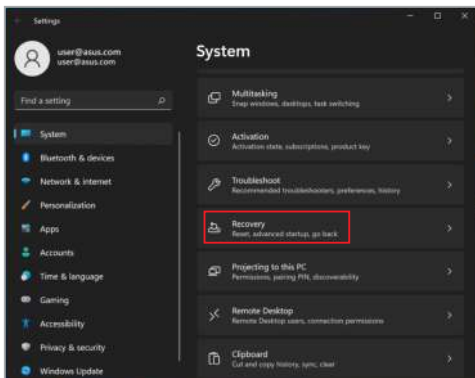 Settings
user@asus.com
user@asus.com
Find a setting
System
Bluetooth & devices
Network & internet
Personalization
Apps
Accounts
Time & language
Gaming
Accessibility
Privacy & security
Windows Update
System
Multitasking
Snap windows, desktops, task switching
Activation
Activation state, subscriptions, product key
Troubleshoot
Recommended troubleshooters, preferences, history
Recovery
Reset, advanced startup, go back
Projecting to this PC
Permissions, pairing PIN, discoverability
Remote Desktop
Remote Desktop users, connection permissions
Clipboard
Cut and copy history, sync, clear